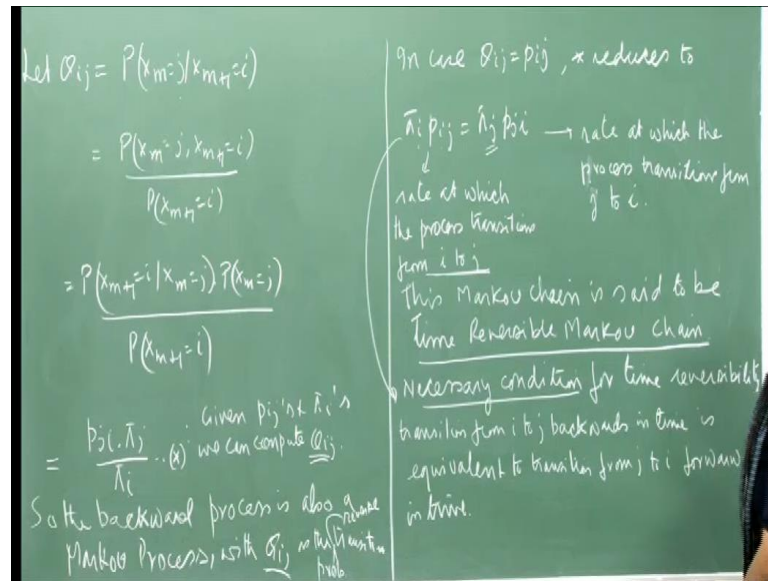 Let Qij = P(Xm=j/Xm+1=i)
= P(Xm=j, Xm+1=i)
P(Xm+1=i)
= P(Xm+1=i|Xm=j) P(Xm=j)
P(Xm+1=i)
= Pji.πj / πi ..(*) Given Pij's & πi's
we can compute Qij.
So the backward process is also a reverse
Markov Process, with Qij as the transition
prob.
In case Qij = pij, * reduces to
πi pij = πj pji → rate at which the
process transition from
j to i.
rate at which
the process transitions
from i to j
This Markov Chain is said to be
Time Reversible Markov Chain
Necessary condition for time reversibility
transition from i to j backwards in time is
equivalent to transition from j to i forward
in time.